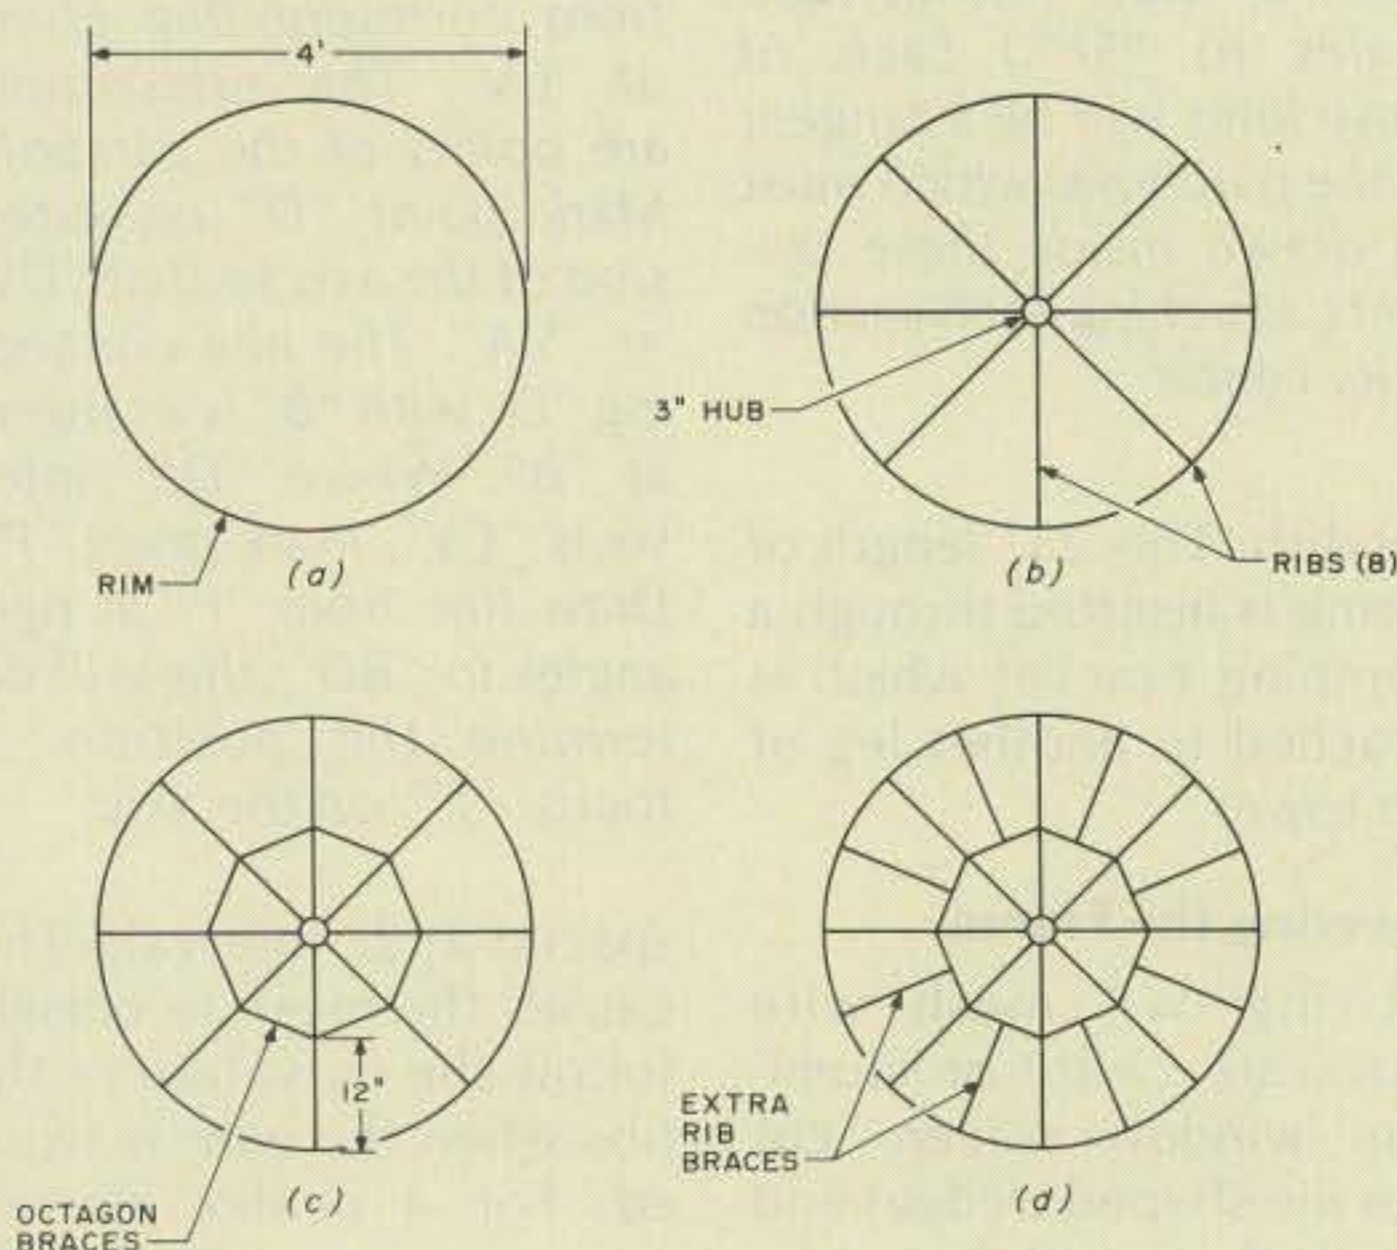 4'
RIM
(a)
3" HUB
RIBS (8)
(b)
12"
OCTAGON
BRACES
(c)
EXTRA
RIB
BRACES
(d)